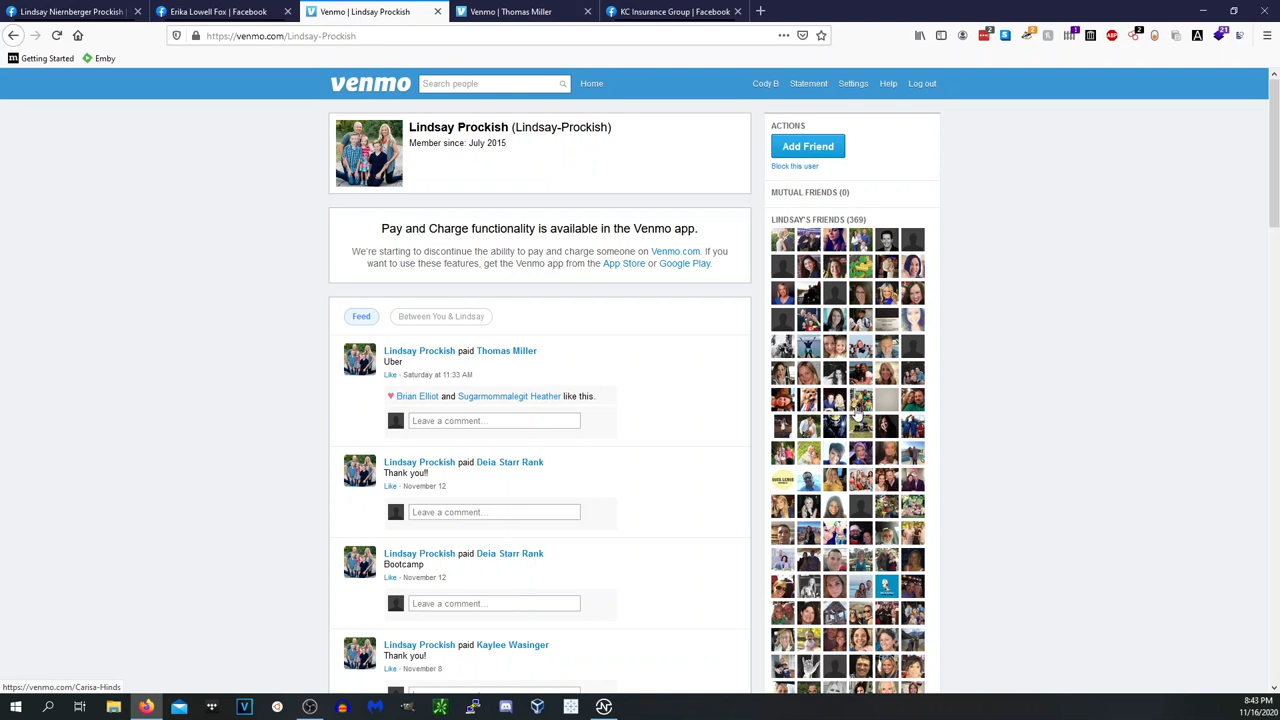 Lindsay Niernberger Prockish
Erika Lowell Fox | Facebook
Venmo | Lindsay Prockish
Venmo | Thomas Miller
KC Insurance Group | Facebook
https://venmo.com/Lindsay-Prockish
Getting Started
Emby
venmo
Search people
Home
Cody B
Statement
Settings
Help
Log out
Lindsay Prockish (Lindsay-Prockish)
Member since: July 2015
ACTIONS
Add Friend
Block this user
MUTUAL FRIENDS (0)
LINDSAY'S FRIENDS (369)
Pay and Charge functionality is available in the Venmo app.
We're starting to discontinue the ability to pay and charge someone on Venmo.com. If you
want to use these features, get the Venmo app from the App Store or Google Play.
Feed
Between You & Lindsay
Lindsay Prockish paid Thomas Miller
Uber
Like · Saturday at 11:33 AM
♥ Brian Elliot and Sugarmommalegit Heather like this.
Leave a comment...
Lindsay Prockish paid Deia Starr Rank
Thank you!!
Like · November 12
Leave a comment...
Lindsay Prockish paid Deia Starr Rank
Bootcamp
Like · November 12
Leave a comment...
Lindsay Prockish paid Kaylee Wasinger
Thank you!
Like · November 8
https://venmo.com/Carisa-Hinds
8:43 PM
11/16/2020